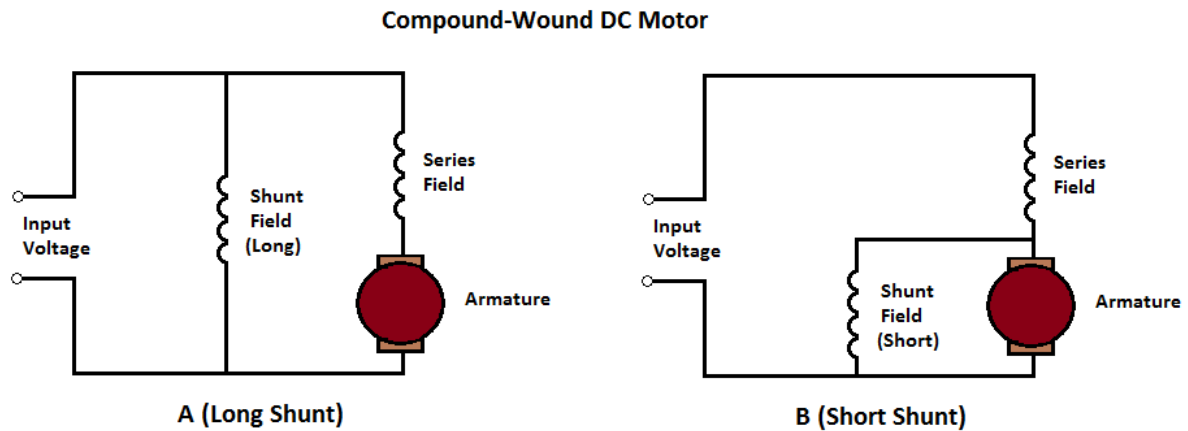 Compound-Wound DC Motor
Input
Voltage
Shunt
Field
(Long)
Series
Field
Armature
A (Long Shunt)
Input
Voltage
Shunt
Field
(Short)
Series
Field
Armature
B (Short Shunt)